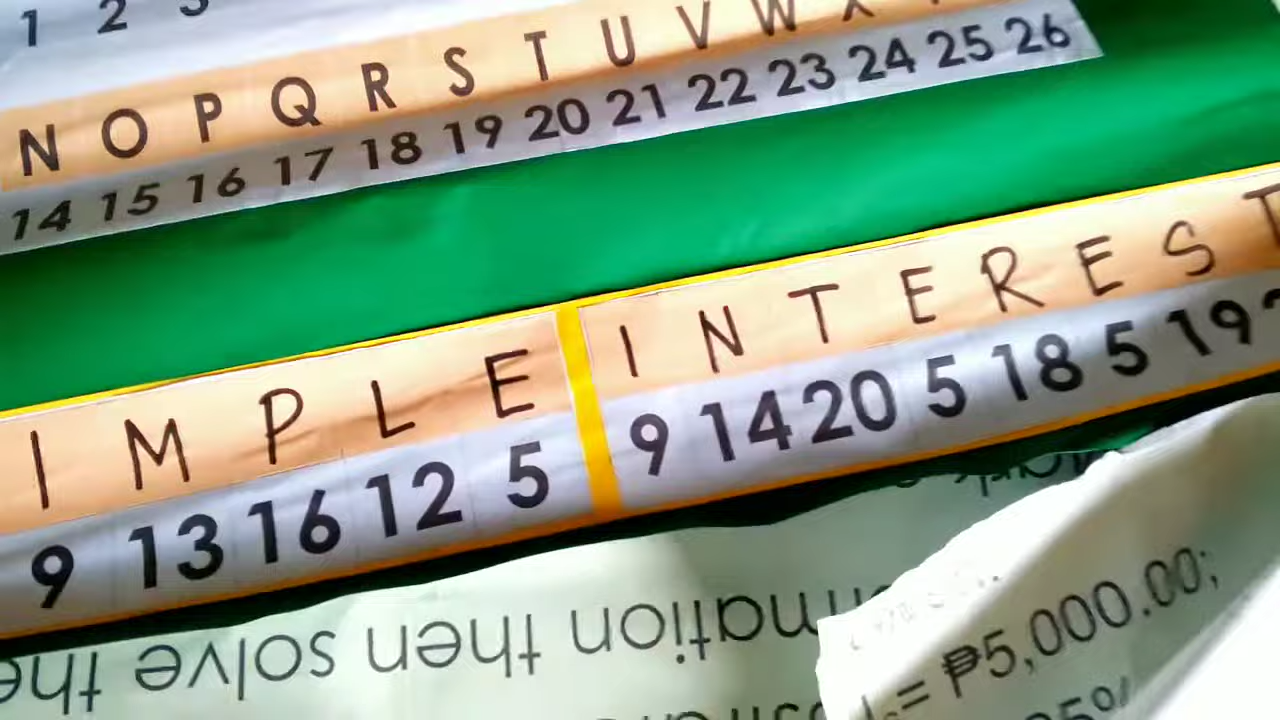 1 2 3
N O P Q R S T U V W X
14 15 16 17 18 19 20 21 22 23 24 25 26
I M P L E I N T E R E S T
9 13 16 12 5 9 14 20 5 18 5 19
then solve the
= ₱5,000.00;